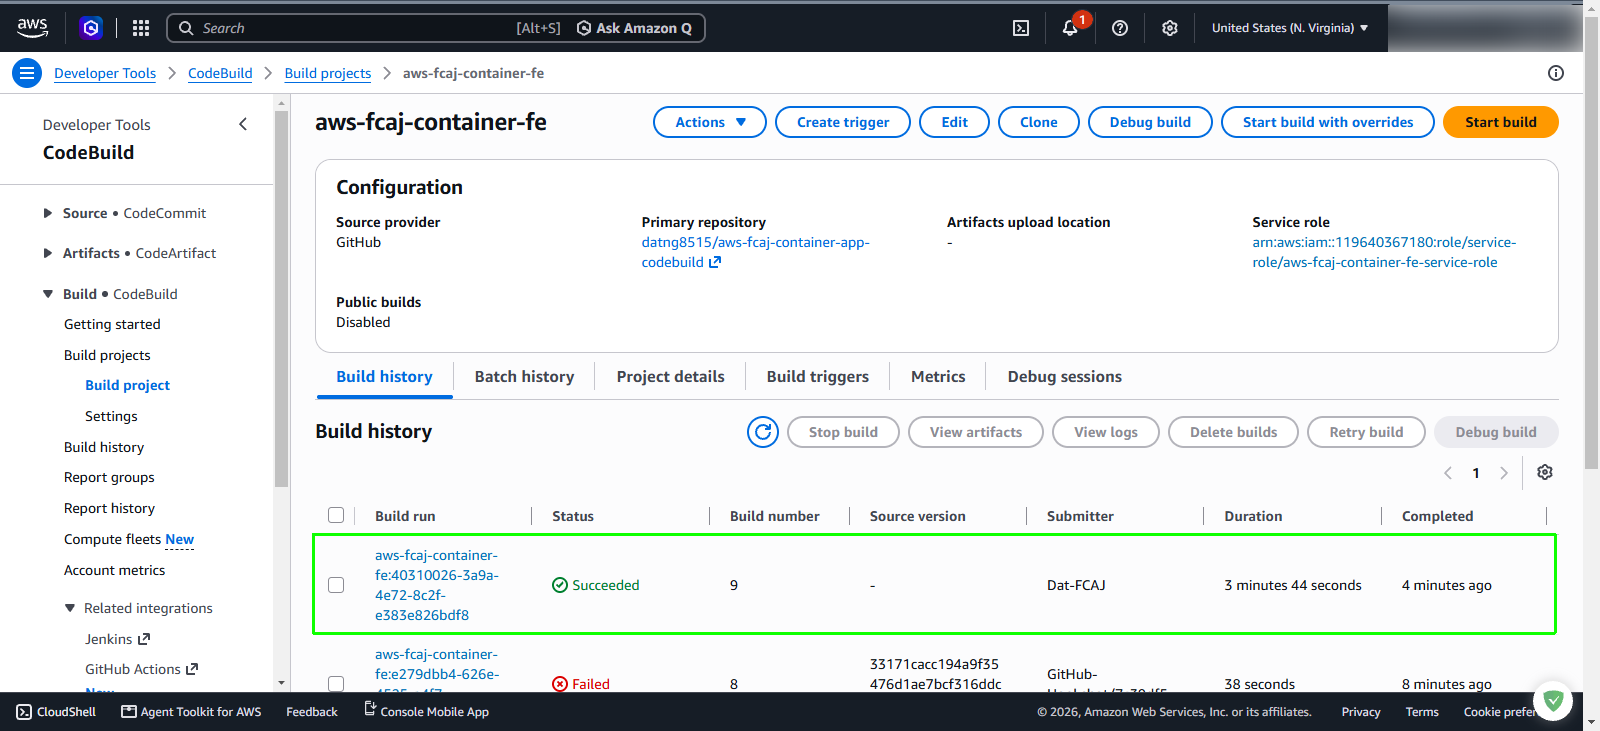 aws
Search
[Alt+S]
Ask Amazon Q
1
United States (N. Virginia)
Developer Tools
CodeBuild
Build projects
aws-fcaj-container-fe
Developer Tools
CodeBuild
Source • CodeCommit
Artifacts • CodeArtifact
Build • CodeBuild
Getting started
Build projects
Build project
Settings
Build history
Report groups
Report history
Compute fleets New
Account metrics
Related integrations
Jenkins
GitHub Actions
aws-fcaj-container-fe
Actions
Create trigger
Edit
Clone
Debug build
Start build with overrides
Start build
Configuration
Source provider
GitHub
Primary repository
datng8515/aws-fcaj-container-app-
codebuild
Artifacts upload location
-
Service role
arn:aws:iam::119640367180:role/service-
role/aws-fcaj-container-fe-service-role
Public builds
Disabled
Build history
Batch history
Project details
Build triggers
Metrics
Debug sessions
Build history
Stop build
View artifacts
View logs
Delete builds
Retry build
Debug build
1
Build run
Status
Build number
Source version
Submitter
Duration
Completed
aws-fcaj-container-
fe:40310026-3a9a-
4e72-8c2f-
e383e826bdf8
Succeeded
9
-
Dat-FCAJ
3 minutes 44 seconds
4 minutes ago
aws-fcaj-container-
fe:e279dbb4-626e-
Failed
8
33171cacc194a9f35
476d1ae7bcf316ddc
GitHub-
38 seconds
8 minutes ago
CloudShell
Agent Toolkit for AWS
Feedback
Console Mobile App
© 2026, Amazon Web Services, Inc. or its affiliates.
Privacy
Terms
Cookie